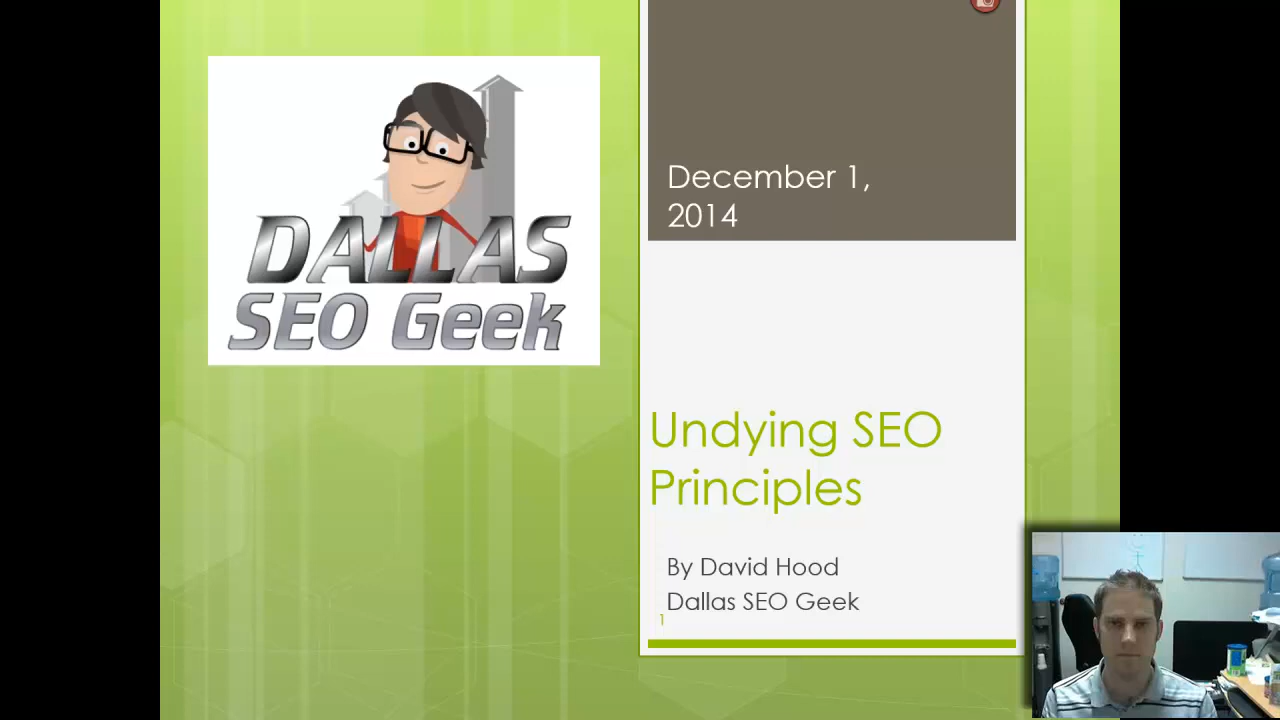 DALLAS
SEO Geek
December 1,
2014
Undying SEO
Principles
By David Hood
Dallas SEO Geek
1